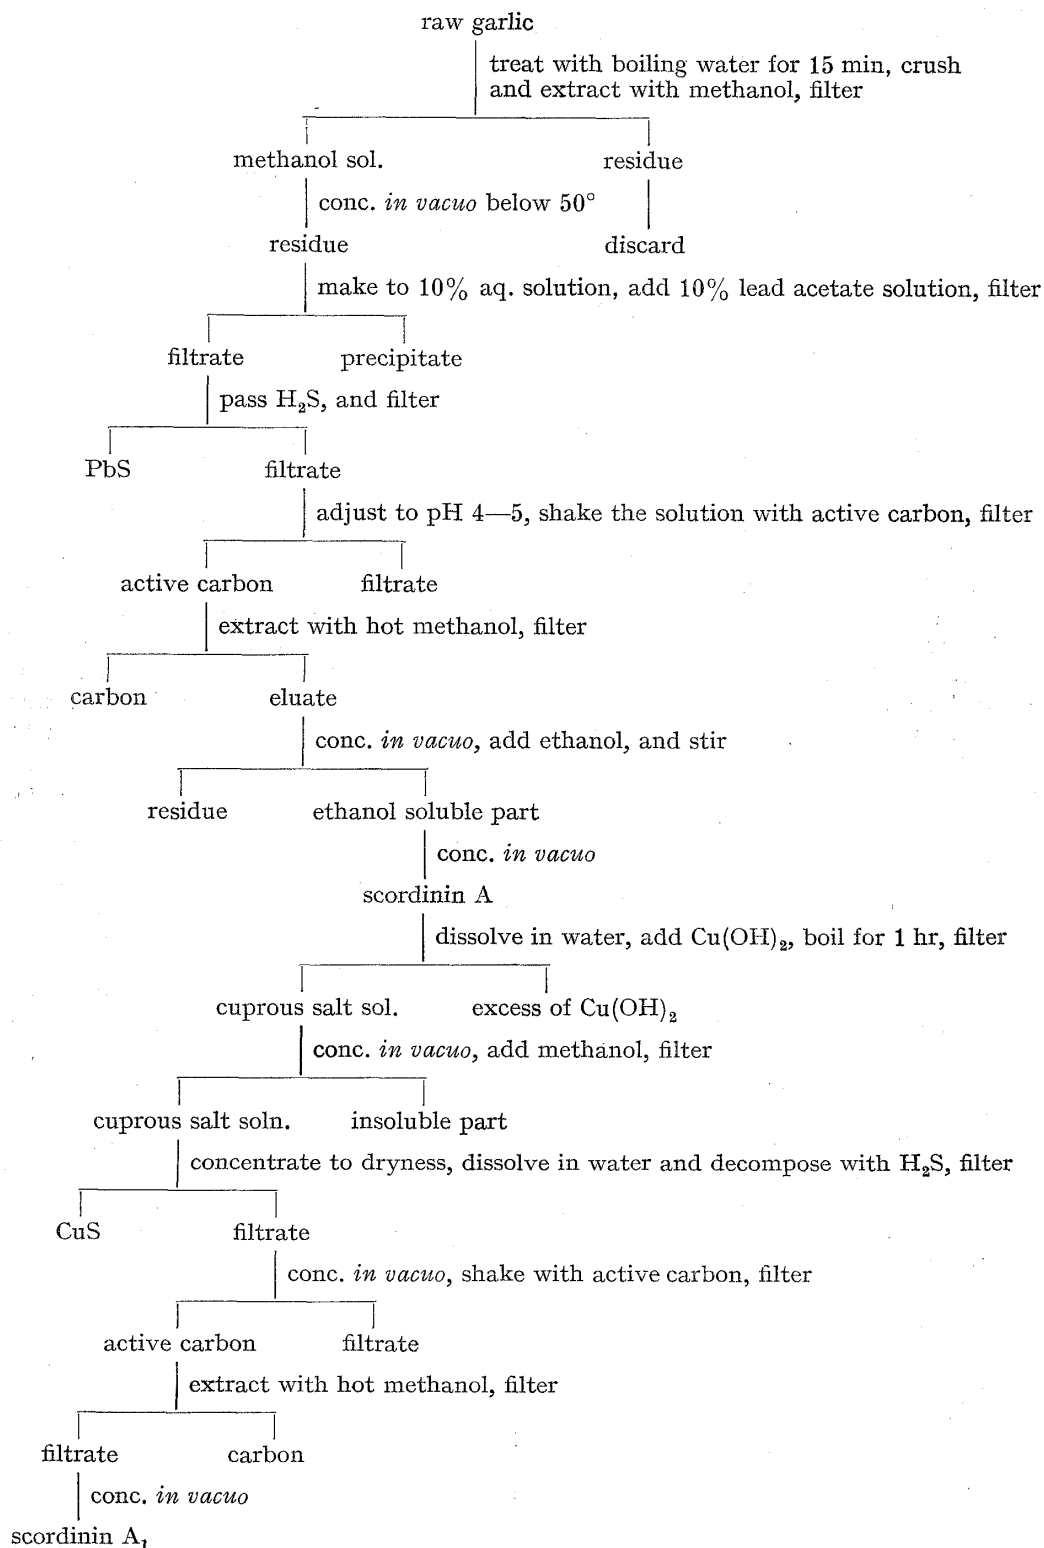 raw garlic
treat with boiling water for 15 min, crush
and extract with methanol, filter
methanol sol. residue
conc. in vacuo below 50°
residue discard
make to 10% aq. solution, add 10% lead acetate solution, filter
filtrate precipitate
pass H₂S, and filter
PbS filtrate
adjust to pH 4—5, shake the solution with active carbon, filter
active carbon filtrate
extract with hot methanol, filter
carbon eluate
conc. in vacuo, add ethanol, and stir
residue ethanol soluble part
conc. in vacuo
scordinin A
dissolve in water, add Cu(OH)₂, boil for 1 hr, filter
cuprous salt sol. excess of Cu(OH)₂
conc. in vacuo, add methanol, filter
cuprous salt soln. insoluble part
concentrate to dryness, dissolve in water and decompose with H₂S, filter
CuS filtrate
conc. in vacuo, shake with active carbon, filter
active carbon filtrate
extract with hot methanol, filter
filtrate carbon
conc. in vacuo
scordinin A₁